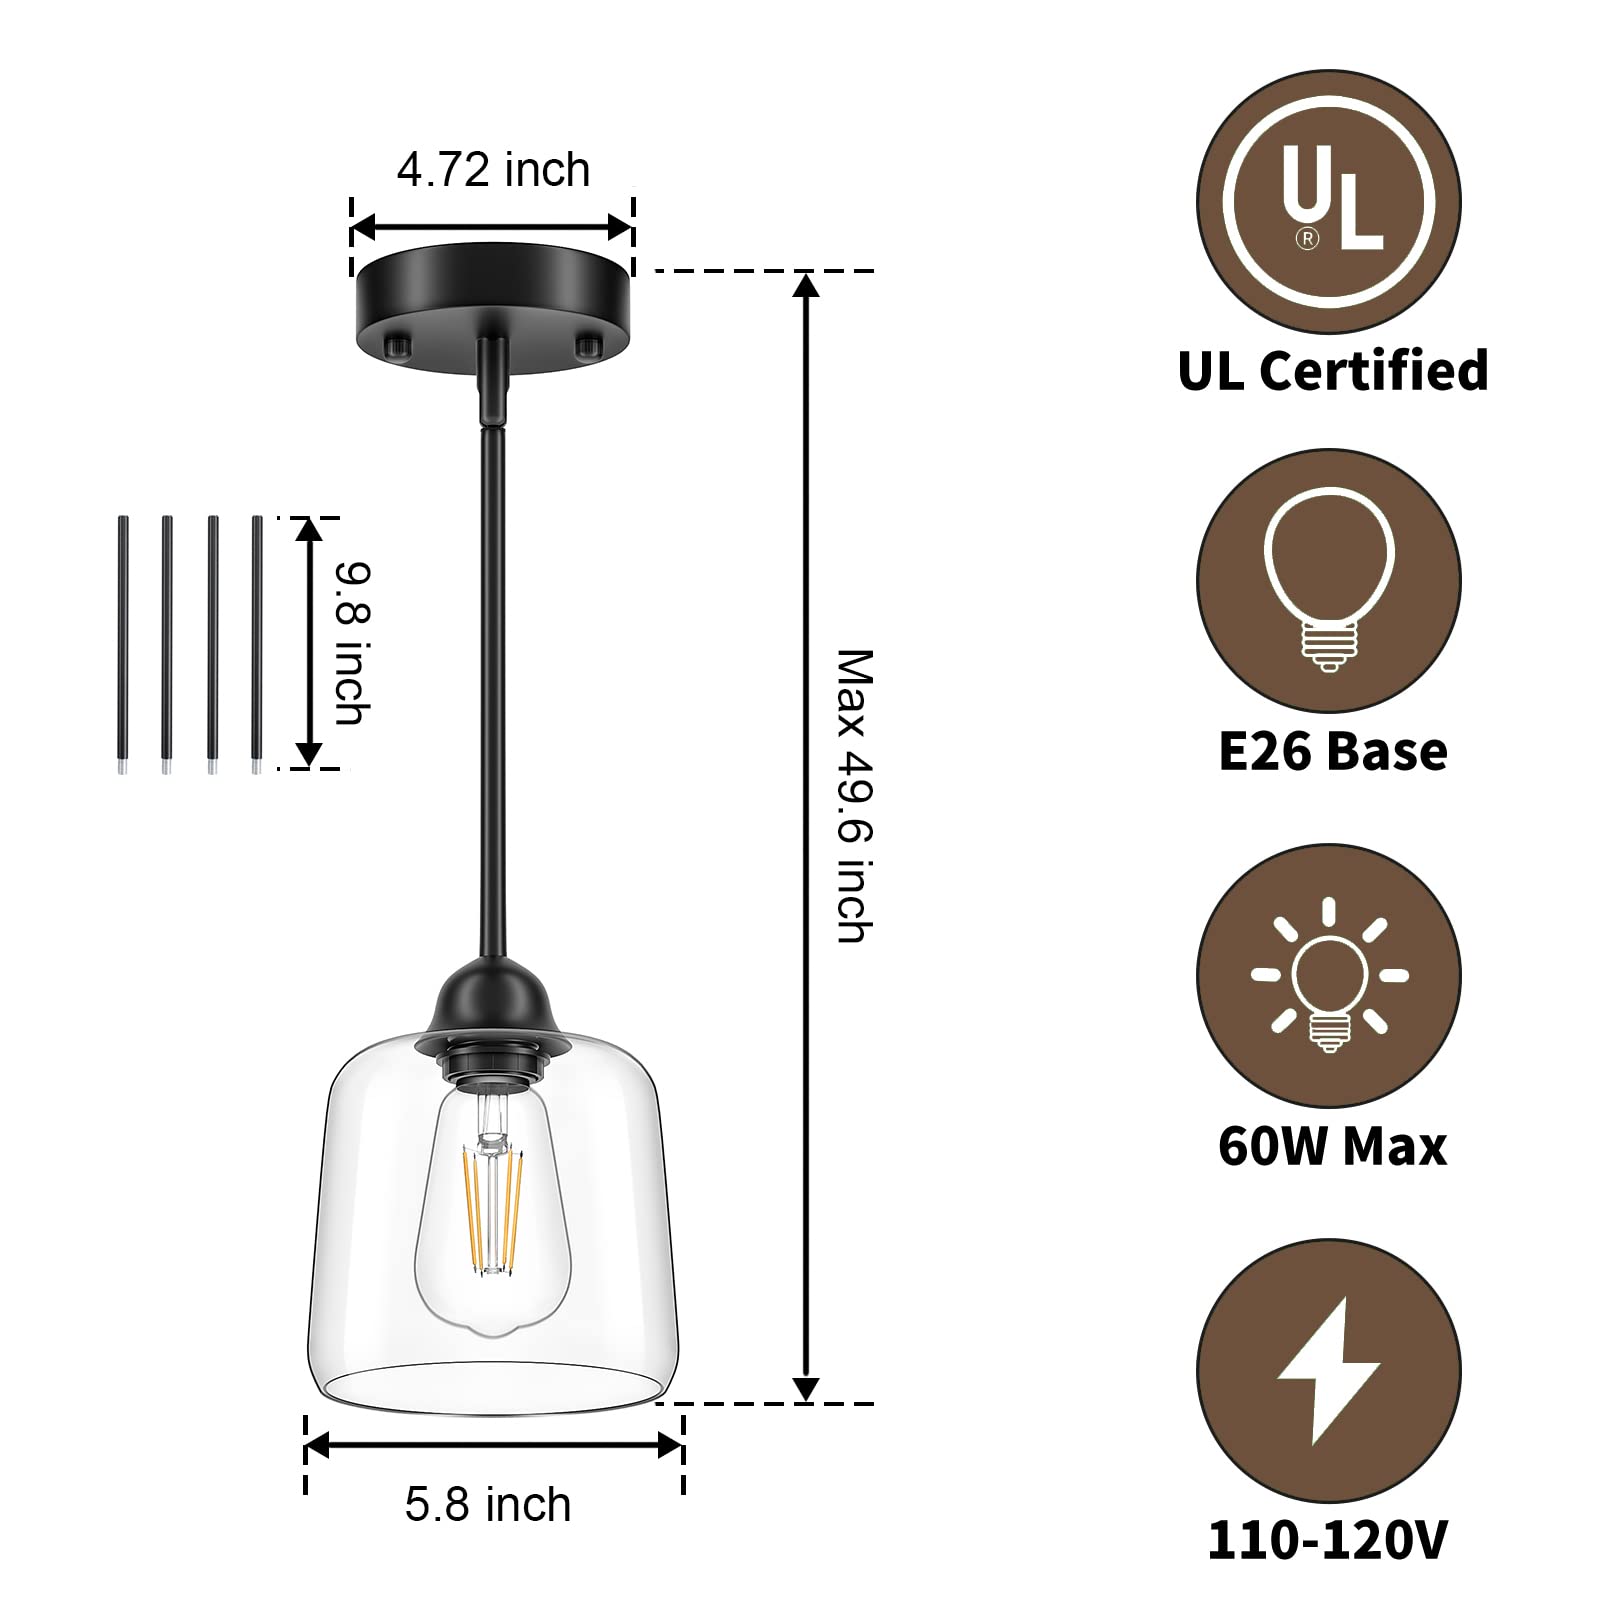 4.72 inch
9.8 inch
Max 49.6 inch
5.8 inch
UL
®
UL Certified
E26 Base
60W Max
110-120V